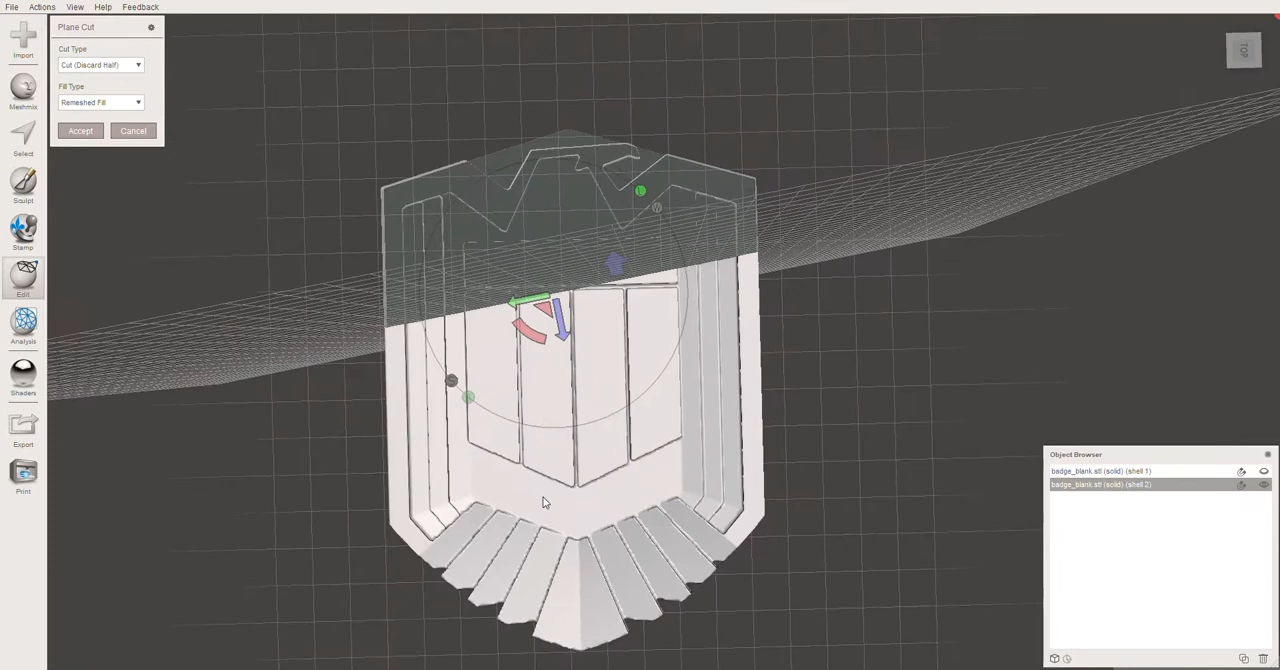 File Actions View Help Feedback
Import
Meshmix
Select
Sculpt
Stamp
Edit
Analysis
Shaders
Export
Print
Plane Cut
Cut Type
Cut (Discard Half)
Fill Type
Remeshed Fill
Accept Cancel
L
W
S
TOP
Object Browser
badge_blank.stl (solid) (shell 1)
badge_blank.stl (solid) (shell 2)